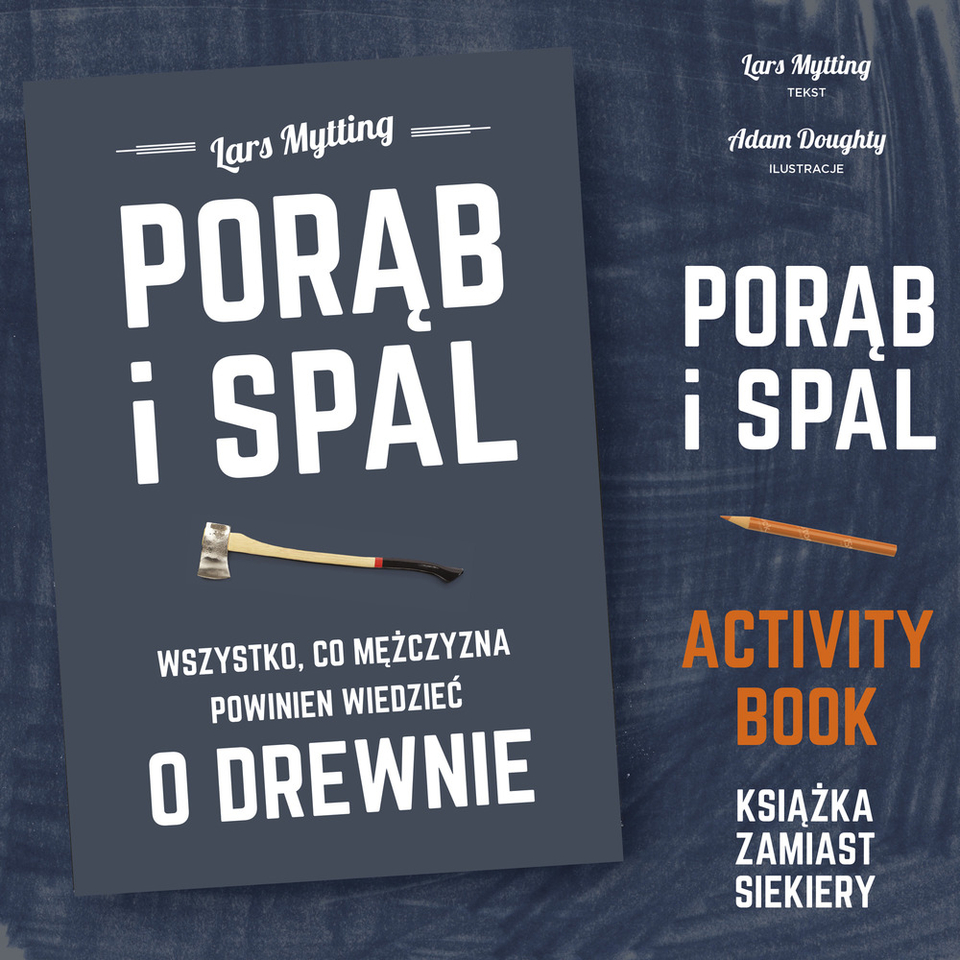 Lars Mytting
PORĄB
i SPAL
WSZYSTKO, CO MĘŻCZYZNA
POWINIEN WIEDZIEĆ
O DREWNIE
Lars Mytting
TEKST
Adam Doughty
ILUSTRACJE
PORĄB
i SPAL
ACTIVITY
BOOK
KSIĄŻKA
ZAMIAST
SIEKIERY